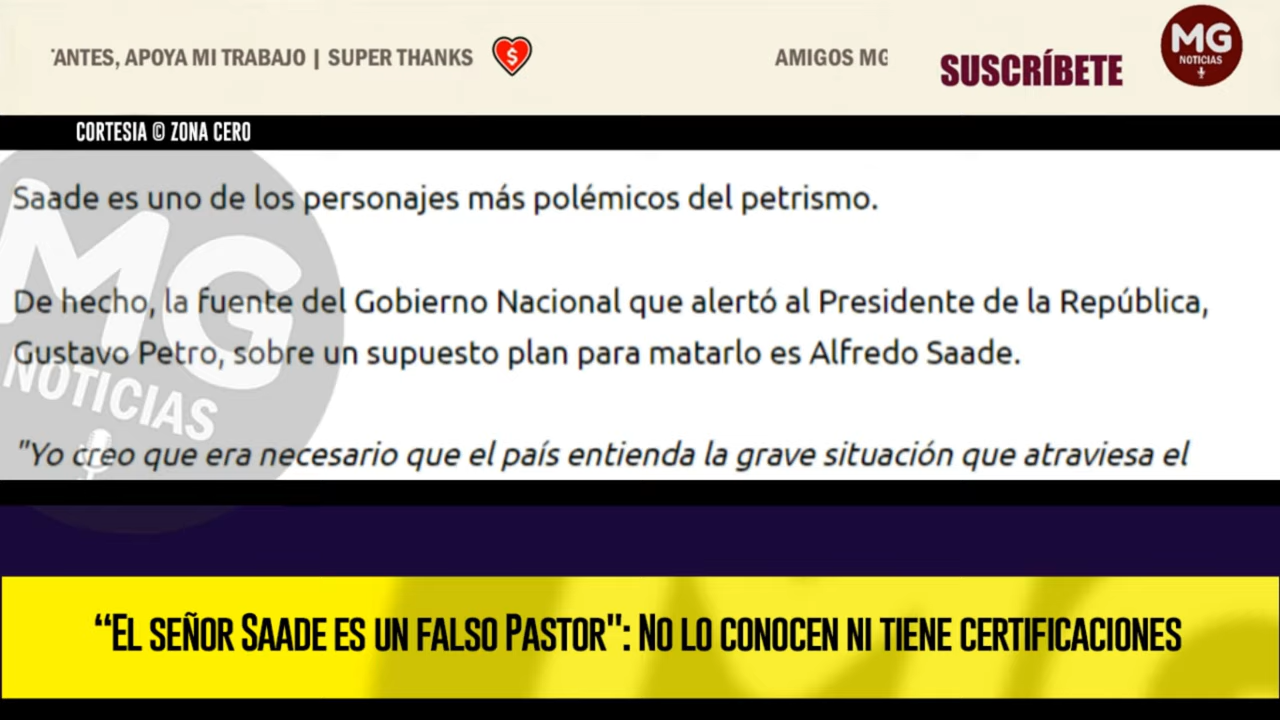 'ANTES, APOYA MI TRABAJO | SUPER THANKS
$
AMIGOS MG
SUSCRÍBETE
MG
NOTICIAS
CORTESIA © ZONA CERO
Saade es uno de los personajes más polémicos del petrismo.
De hecho, la fuente del Gobierno Nacional que alertó al Presidente de la República,
Gustavo Petro, sobre un supuesto plan para matarlo es Alfredo Saade.
MG
NOTICIAS
"Yo creo que era necesario que el país entienda la grave situación que atraviesa el
“EL SEÑOR SAADE ES UN FALSO PASTOR": NO LO CONOCEN NI TIENE CERTIFICACIONES